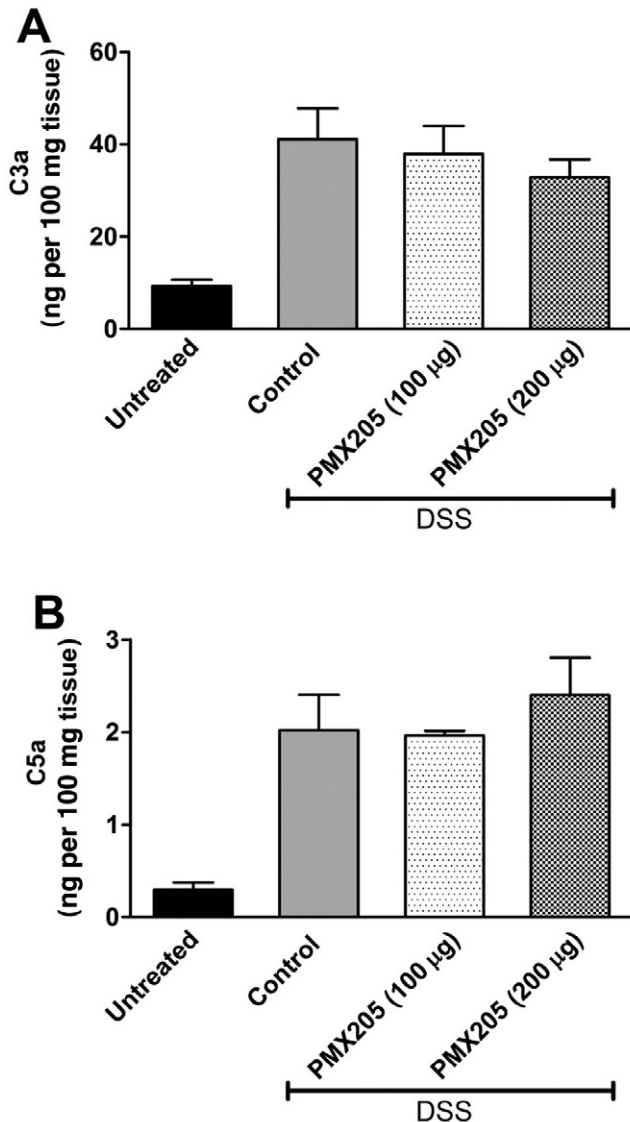 A
C3a
(ng per 100 mg tissue)
60
40
20
0
Untreated
Control
PMX205 (100 µg)
PMX205 (200 µg)
DSS
B
C5a
(ng per 100 mg tissue)
3
2
1
0
Untreated
Control
PMX205 (100 µg)
PMX205 (200 µg)
DSS